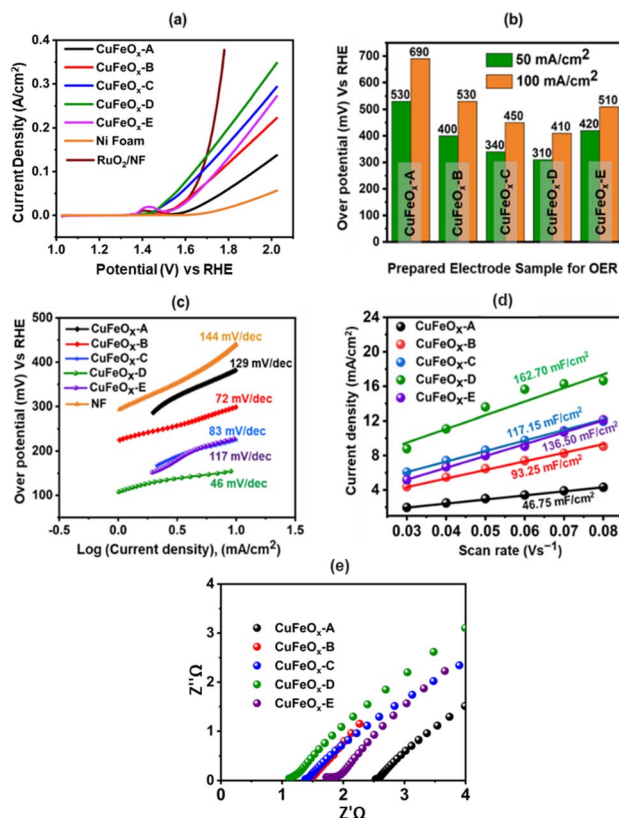 (a)
Current Density (A/cm²)
0.4
0.3
0.2
0.1
0.0
CuFeOₓ-A
CuFeOₓ-B
CuFeOₓ-C
CuFeOₓ-D
CuFeOₓ-E
Ni Foam
RuO₂/NF
1.0 1.2 1.4 1.6 1.8 2.0
Potential (V) vs RHE
(b)
Over potential (mV) Vs RHE
700
600
500
400
300
200
100
0
50 mA/cm²
100 mA/cm²
530 690
400 530
340 450
310 410
420 510
CuFeOₓ-A
CuFeOₓ-B
CuFeOₓ-C
CuFeOₓ-D
CuFeOₓ-E
Prepared Electrode Sample for OER
(c)
Over potential (mV) Vs RHE
500
400
300
200
100
CuFeOx-A
CuFeOx-B
CuFeOx-C
CuFeOx-D
CuFeOx-E
NF
144 mV/dec
129 mV/dec
72 mV/dec
83 mV/dec
117 mV/dec
46 mV/dec
-0.5 0.0 0.5 1.0 1.5
Log (Current density), (mA/cm²)
(d)
Current density (mA/cm²)
24
20
16
12
8
4
CuFeOx-A
CuFeOx-B
CuFeOx-C
CuFeOx-D
CuFeOx-E
162.70 mF/cm²
117.15 mF/cm²
136.50 mF/cm²
93.25 mF/cm²
46.75 mF/cm²
0.03 0.04 0.05 0.06 0.07 0.08
Scan rate (Vs⁻¹)
(e)
Z''Ω
3
2
1
0
CuFeOₓ-A
CuFeOₓ-B
CuFeOₓ-C
CuFeOₓ-D
CuFeOₓ-E
0 1 2 3 4
Z'Ω